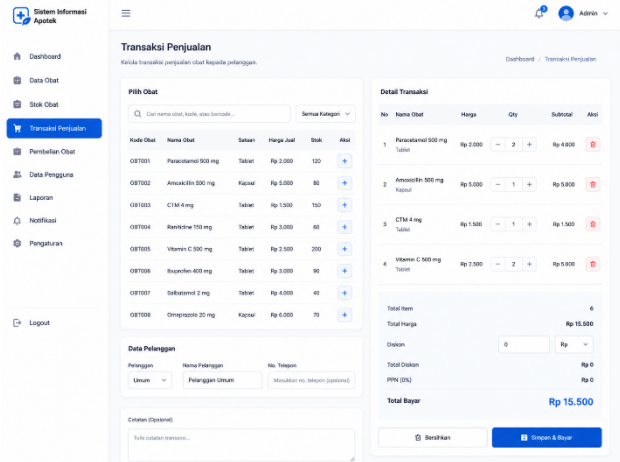 Sistem Informasi
Apotek
Admin
Dashboard
Data Obat
Stok Obat
Transaksi Penjualan
Pembelian Obat
Data Pengguna
Laporan
Notifikasi
Pengaturan
Logout
Transaksi Penjualan
Kelola transaksi penjualan obat kepada pelanggan.
Dashboard / Transaksi Penjualan
Pilih Obat
Cari nama obat, kode, atau barcode...
Semua Kategori
Kode Obat Nama Obat Satuan Harga Jual Stok Aksi
OBT001 Paracetamol 500 mg Tablet Rp 2.000 120 +
OBT002 Amoxicillin 500 mg Kapsul Rp 5.000 80 +
OBT003 CTM 4 mg Tablet Rp 1.500 150 +
OBT004 Ranitidine 150 mg Tablet Rp 3.000 60 +
OBT005 Vitamin C 500 mg Tablet Rp 2.500 200 +
OBT006 Ibuprofen 400 mg Tablet Rp 3.000 90 +
OBT007 Salbutamol 2 mg Tablet Rp 4.000 40 +
OBT008 Omeprazole 20 mg Kapsul Rp 6.000 70 +
Data Pelanggan
Pelanggan Nama Pelanggan No. Telepon
Umum Pelanggan Umum Masukkan no. telepon (opsional)
Catatan (Opsional)
Tulis catatan transaksi...
Detail Transaksi
No Nama Obat Harga Qty Subtotal Aksi
1 Paracetamol 500 mg Rp 2.000 − 2 + Rp 4.000
Tablet
2 Amoxicillin 500 mg Rp 5.000 − 1 + Rp 5.000
Kapsul
3 CTM 4 mg Rp 1.500 − 1 + Rp 1.500
Tablet
4 Vitamin C 500 mg Rp 2.500 − 2 + Rp 5.000
Tablet
Total Item 6
Total Harga Rp 15.500
Diskon 0 Rp
Total Diskon Rp 0
PPN (0%) Rp 0
Total Bayar Rp 15.500
Bersihkan
Simpan & Bayar